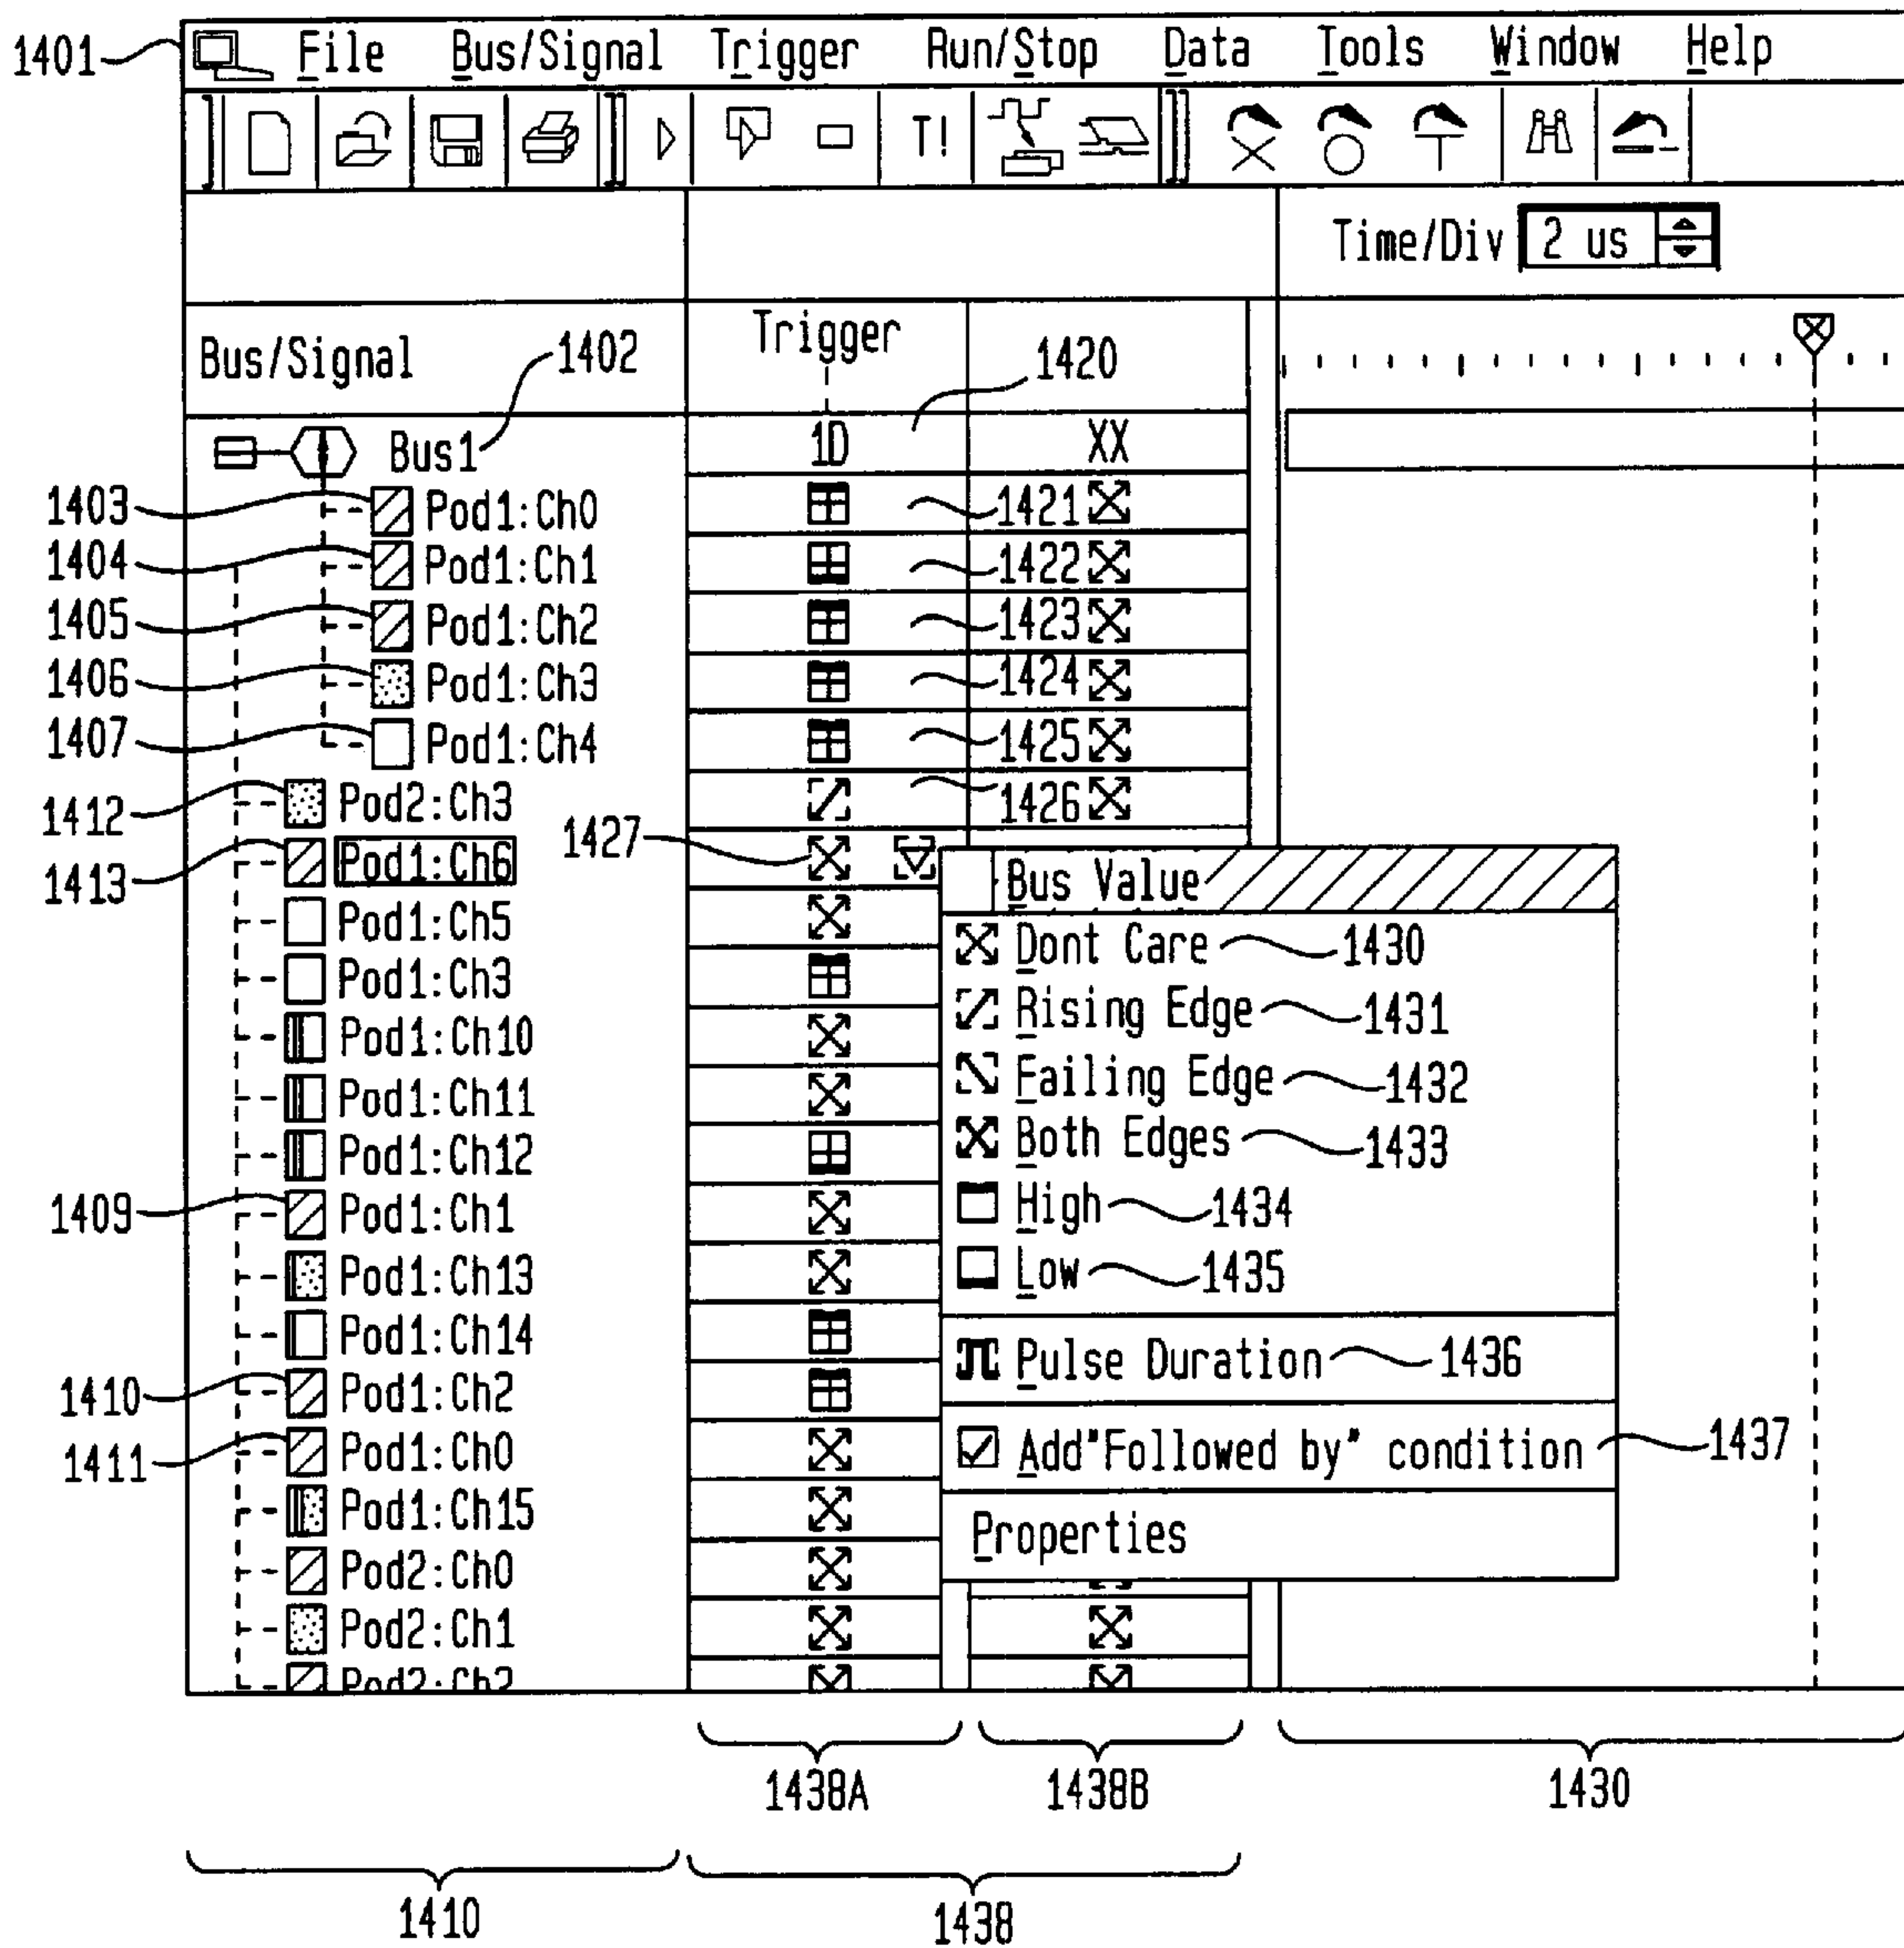 1401 File Bus/Signal Trigger Run/Stop Data Tools Window Help
T!
Time/Div 2 us
Bus/Signal 1402 Trigger 1420
Bus1 1D XX
1403 Pod1:Ch0 1421
1404 Pod1:Ch1 1422
1405 Pod1:Ch2 1423
1406 Pod1:Ch3 1424
1407 Pod1:Ch4 1425
1412 Pod2:Ch3 1426
1413 Pod1:Ch6 1427
Pod1:Ch5
Pod1:Ch3
Pod1:Ch10
Pod1:Ch11
Pod1:Ch12
1409 Pod1:Ch1
Pod1:Ch13
Pod1:Ch14
1410 Pod1:Ch2
1411 Pod1:Ch0
Pod1:Ch15
Pod2:Ch0
Pod2:Ch1
Pod2:Ch2
Bus Value
Dont Care 1430
Rising Edge 1431
Failing Edge 1432
Both Edges 1433
High 1434
Low 1435
Pulse Duration 1436
Add"Followed by" condition 1437
Properties
1438A 1438B 1430
1410 1438